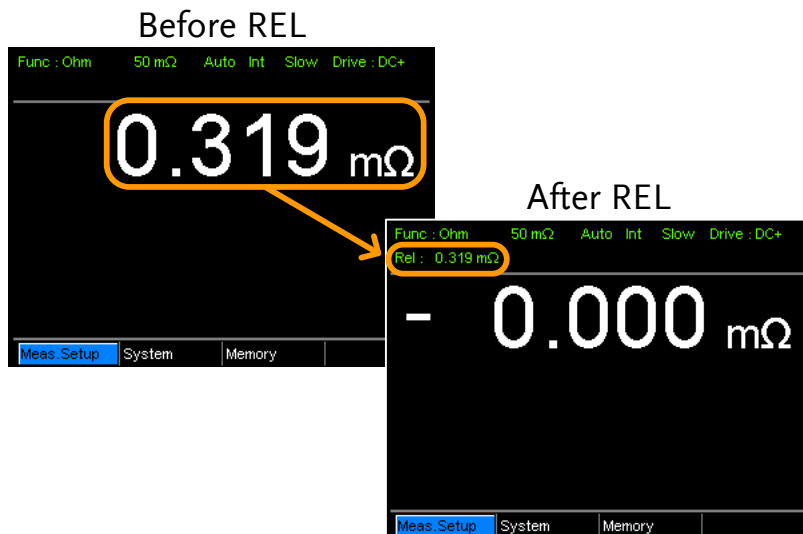 Before REL
Func : Ohm 50 mΩ Auto Int Slow Drive : DC+
0.319 mΩ
Meas.Setup System Memory
After REL
Func : Ohm 50 mΩ Auto Int Slow Drive : DC+
Rel : 0.319 mΩ
- 0.000 mΩ
Meas.Setup System Memory